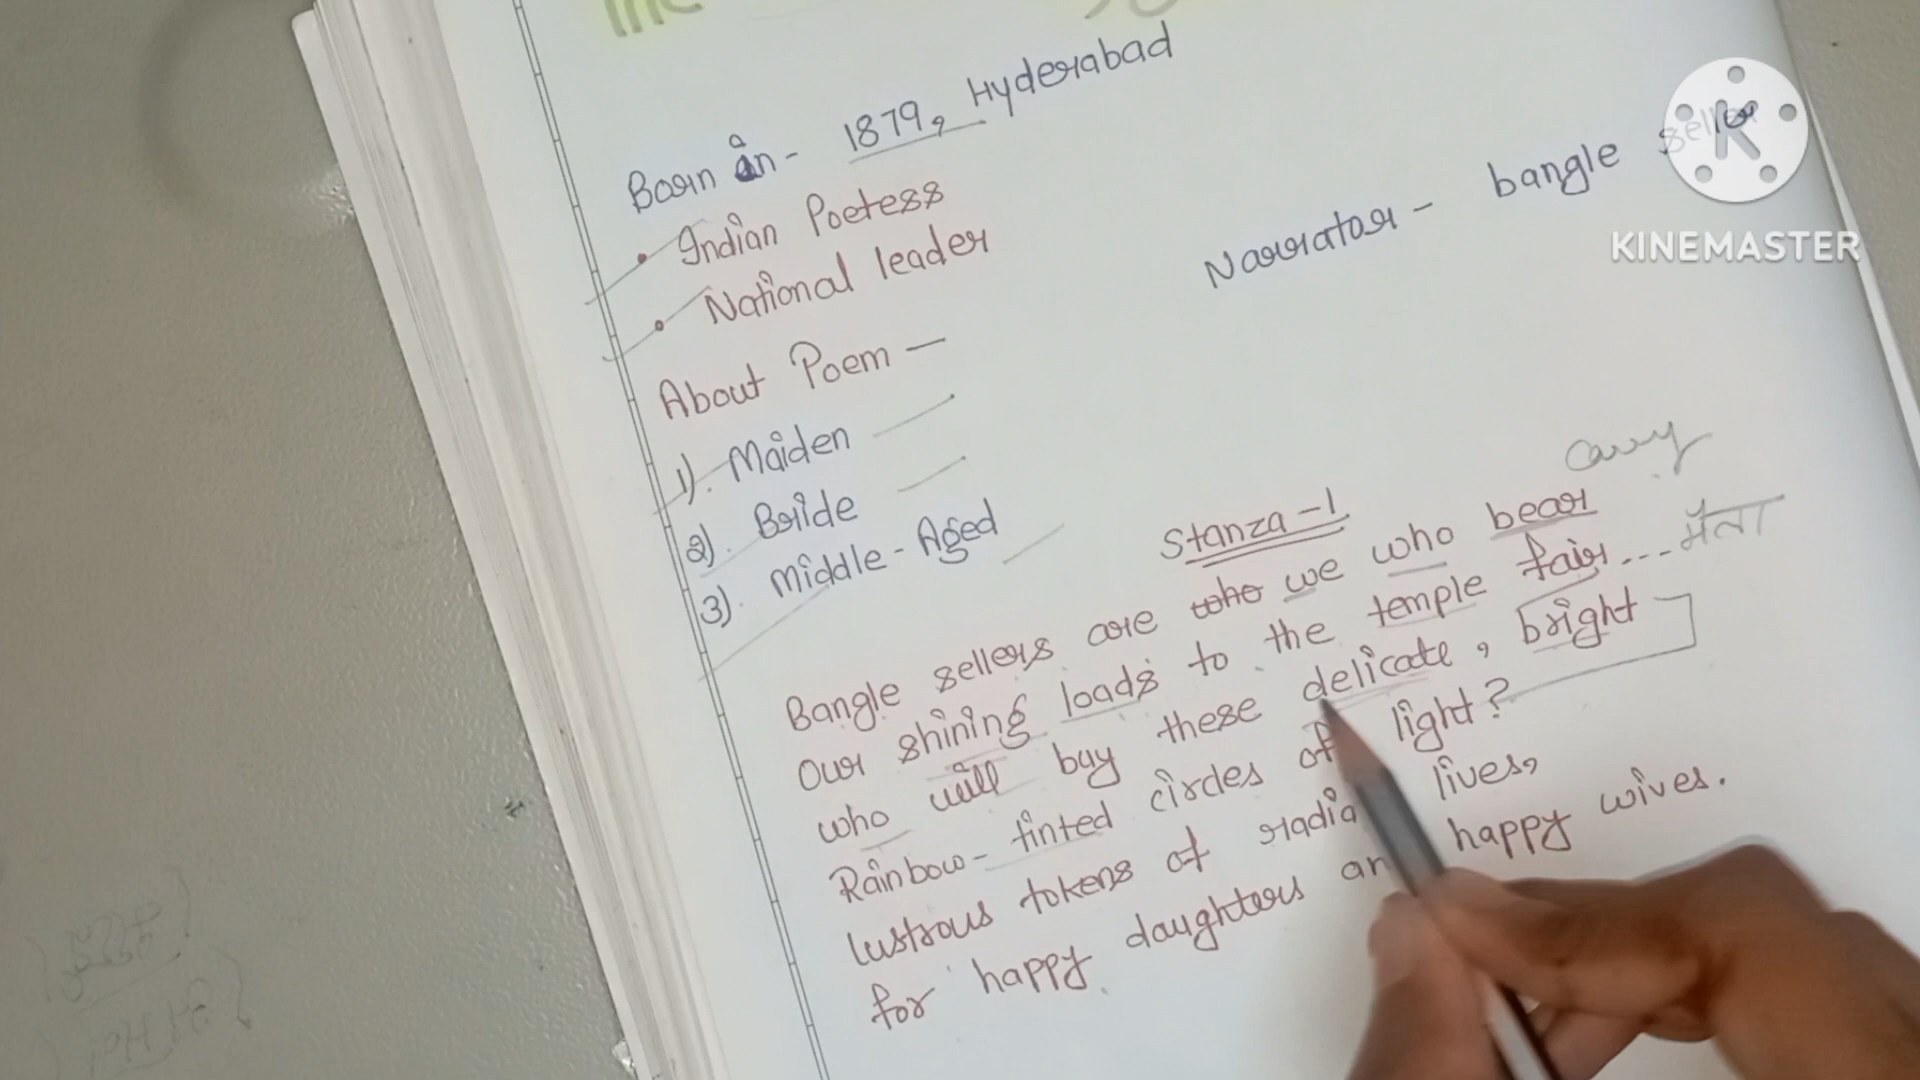 Born in - 1879, Hyderabad
• Indian Poetess
• National leader
Narrator - bangle seller
KINEMASTER
About Poem —
1). Maiden
2). Bride
3). Middle-Aged
Carry
Stanza-1
Bangle sellers are who we who bear
Our shining loads to the temple fair... मेला
who will buy these delicate, bright
Rainbow-tinted circles of light?
lustrous tokens of radia lives,
for happy daughters an happy wives.